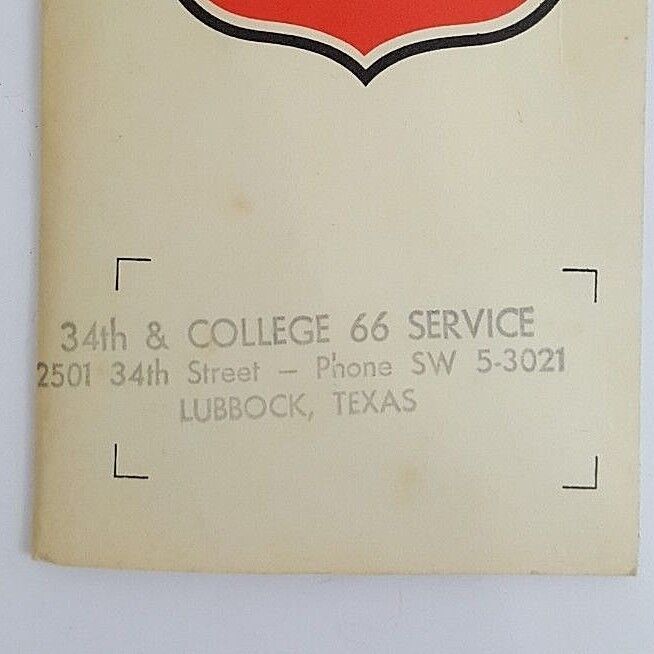 34th & COLLEGE 66 SERVICE
2501 34th Street — Phone SW 5-3021
LUBBOCK, TEXAS